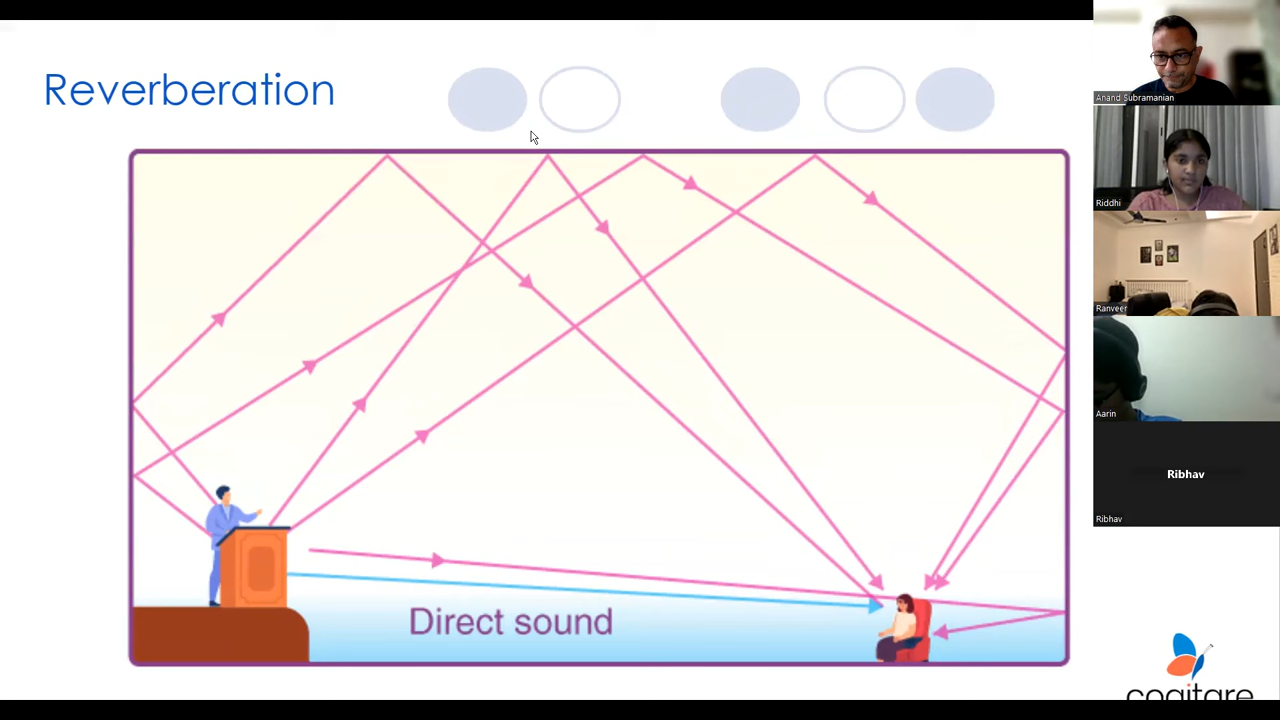 Reverberation
Direct sound
Anand Subramanian
Riddhi
Ranveer
Aarin
Ribhav
Ribhav
cogitare